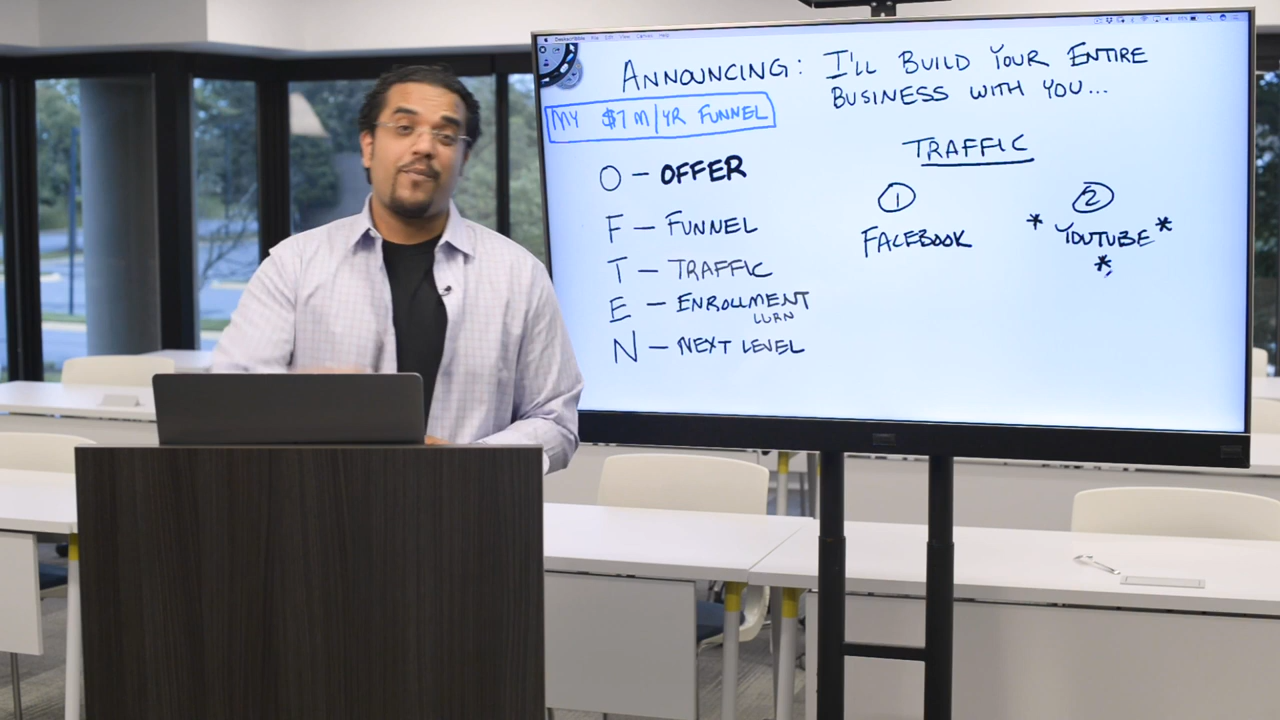 ANNOUNCING: I'LL BUILD YOUR ENTIRE
BUSINESS WITH YOU...
MY $7M/YR FUNNEL
O - OFFER
F - FUNNEL
T - TRAFFIC
E - ENROLLMENT
LURN
N - NEXT LEVEL
TRAFFIC
1
2
FACEBOOK
* YOUTUBE *
*